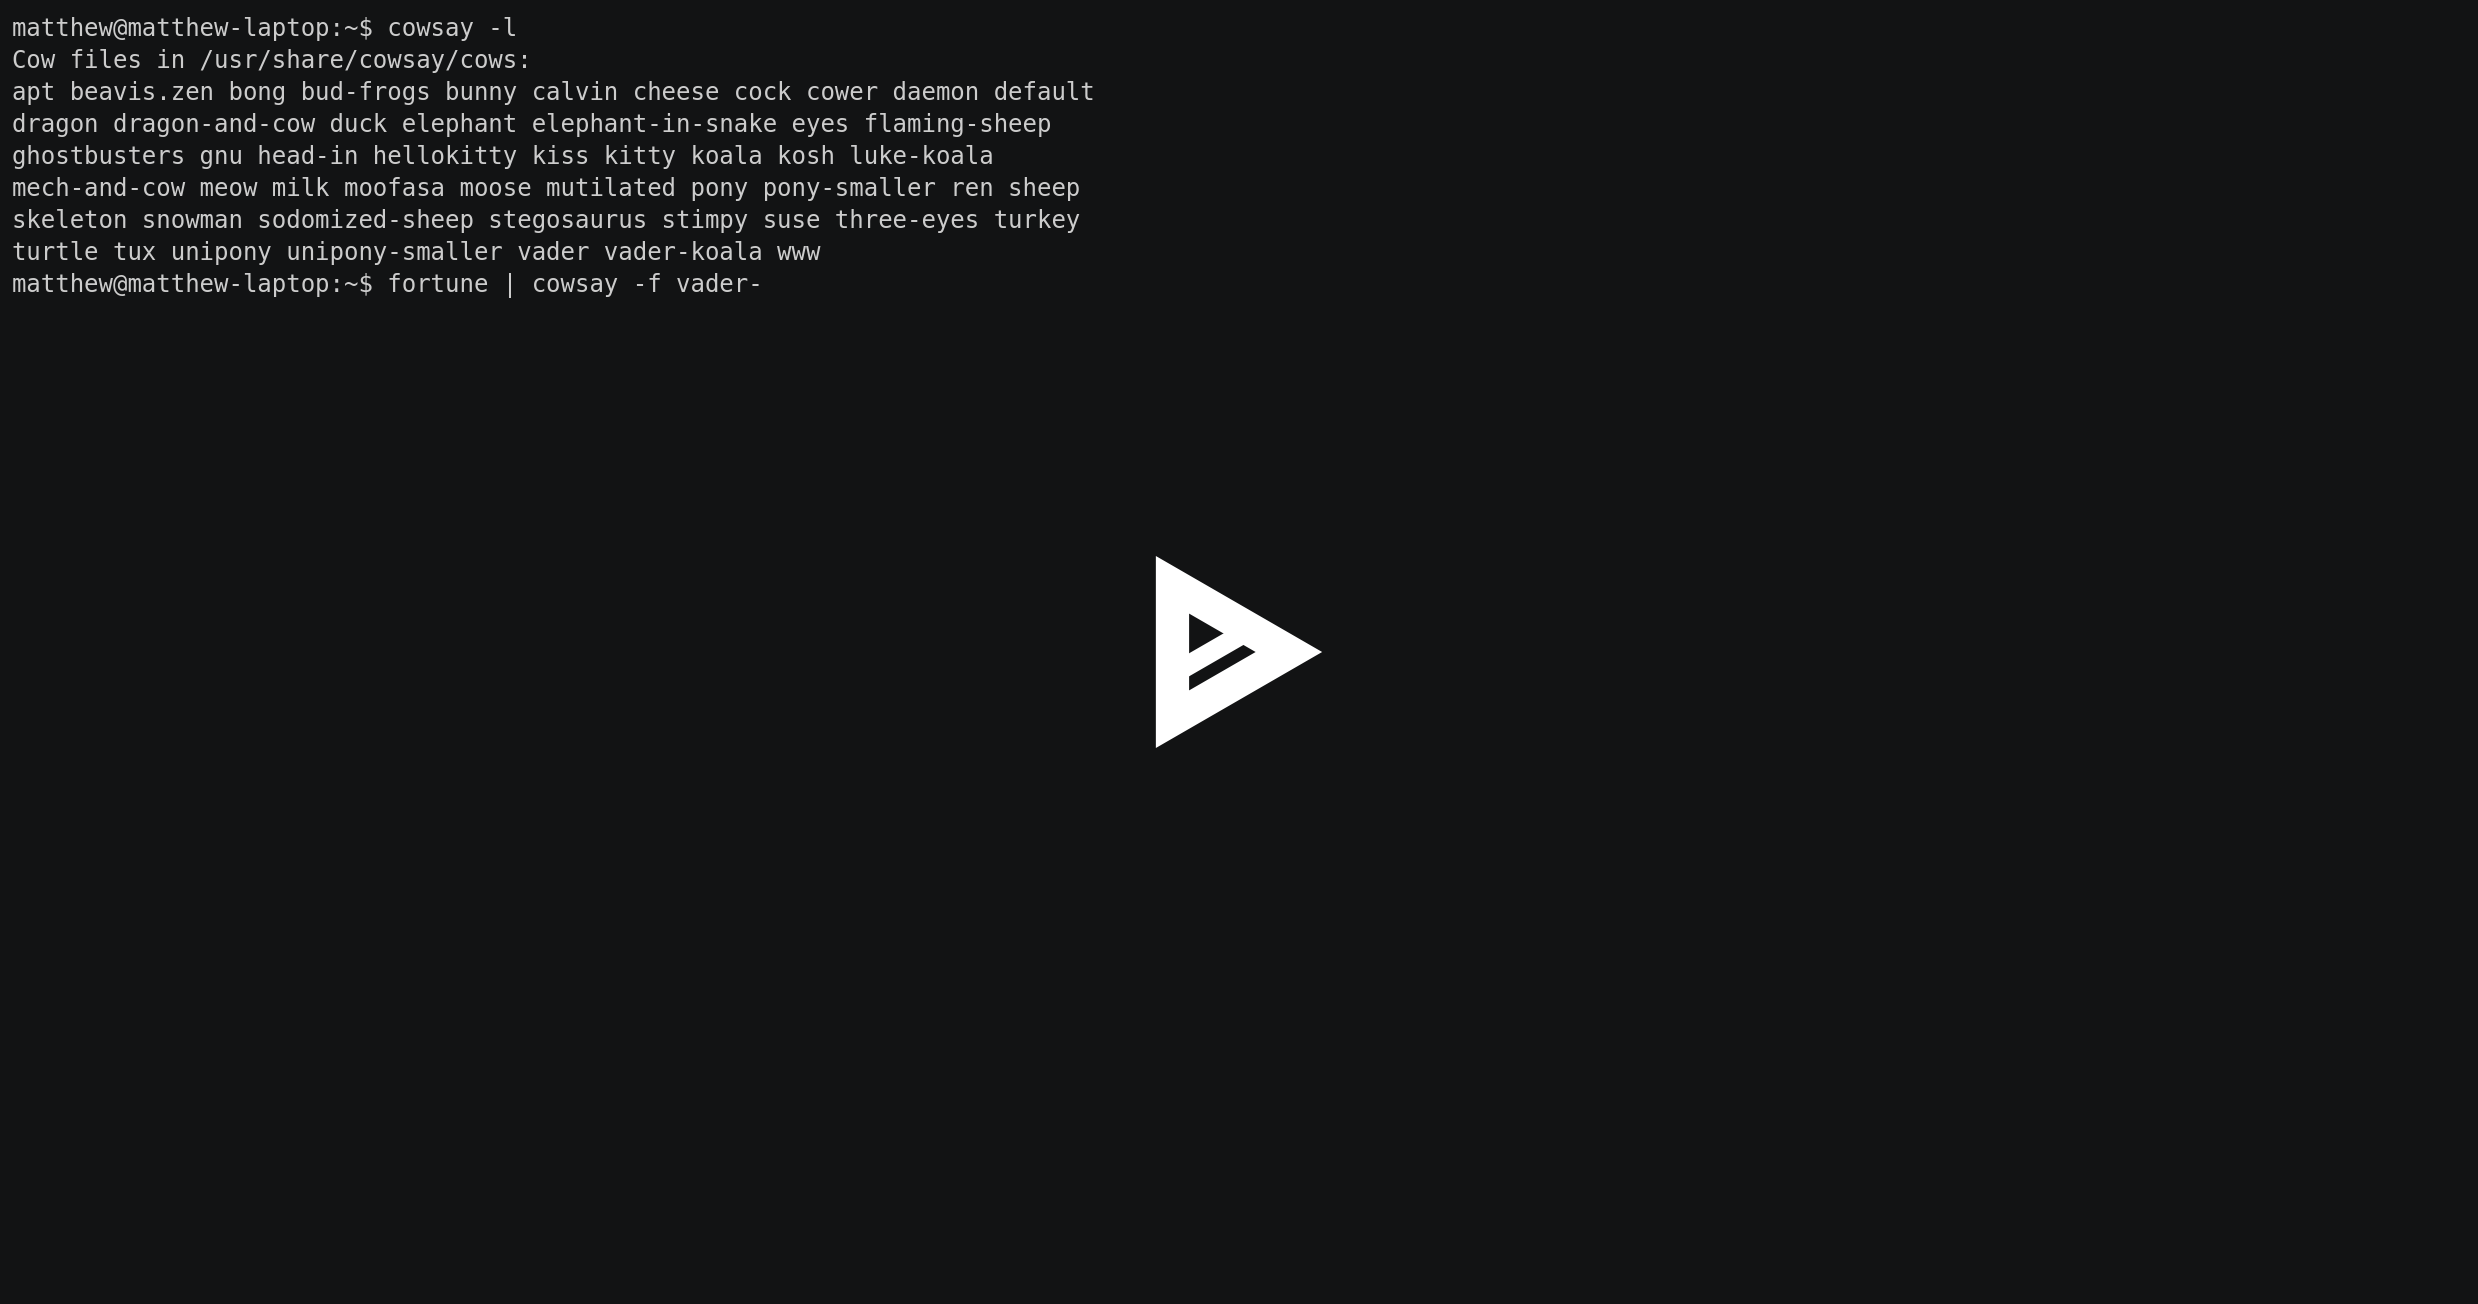 matthew@matthew-laptop:~$ cowsay -l
Cow files in /usr/share/cowsay/cows:
apt beavis.zen bong bud-frogs bunny calvin cheese cock cower daemon default
dragon dragon-and-cow duck elephant elephant-in-snake eyes flaming-sheep
ghostbusters gnu head-in hellokitty kiss kitty koala kosh luke-koala
mech-and-cow meow milk moofasa moose mutilated pony pony-smaller ren sheep
skeleton snowman sodomized-sheep stegosaurus stimpy suse three-eyes turkey
turtle tux unipony unipony-smaller vader vader-koala www
matthew@matthew-laptop:~$ fortune | cowsay -f vader-